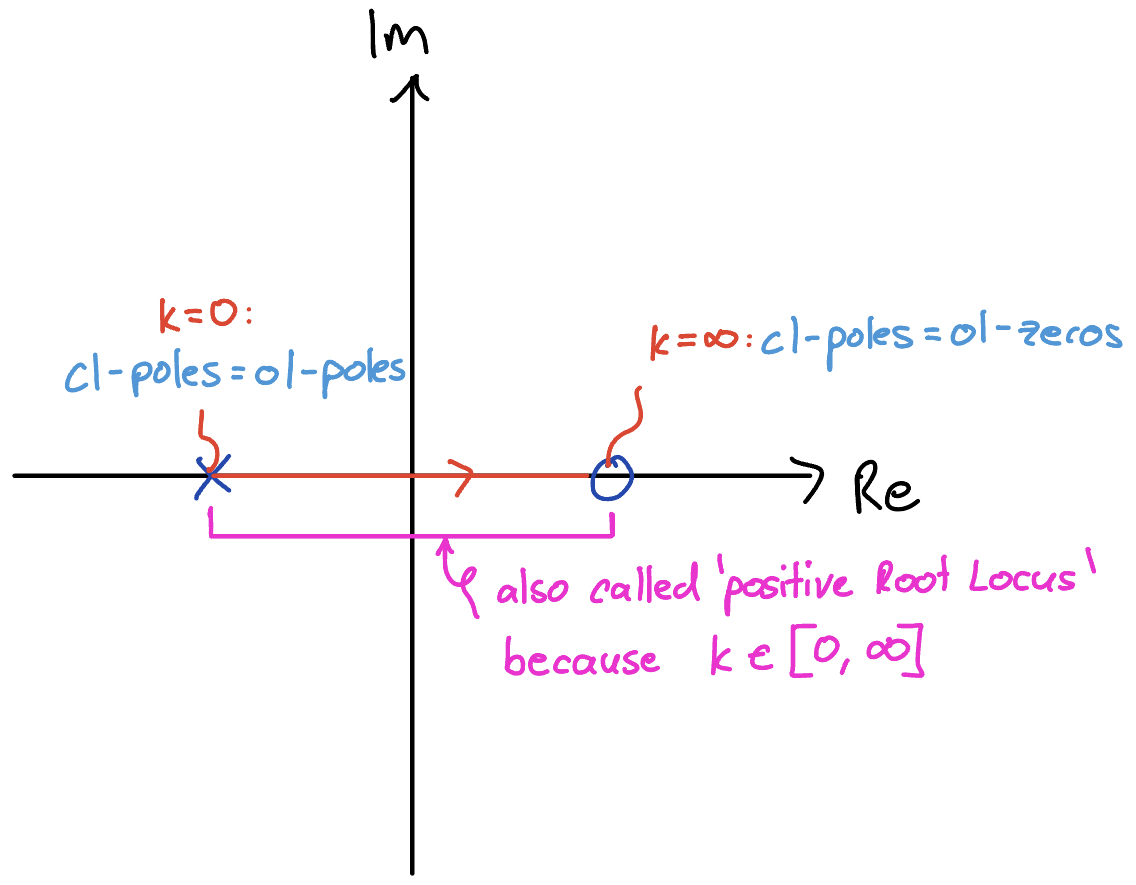 Im
k=0:
cl-poles=ol-poles
k=∞: cl-poles=ol-zeros
Re
also called 'positive Root Locus'
because k ∈ [0, ∞]